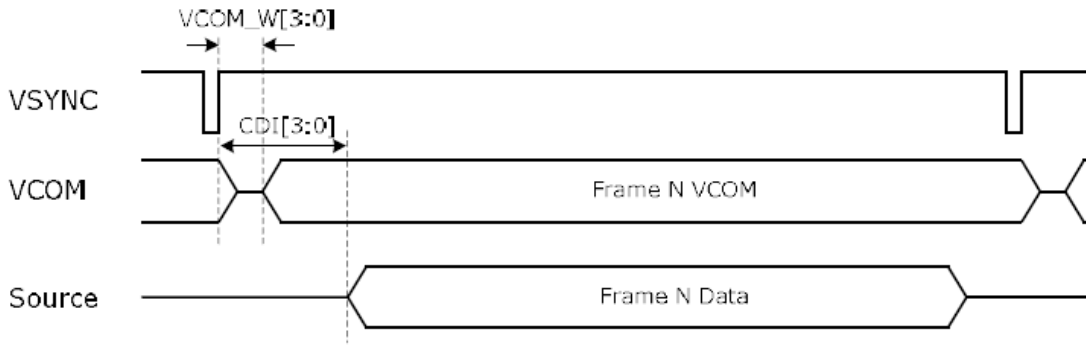 VCOM_W[3:0]
VSYNC
CDI[3:0]
VCOM
Frame N VCOM
Source
Frame N Data